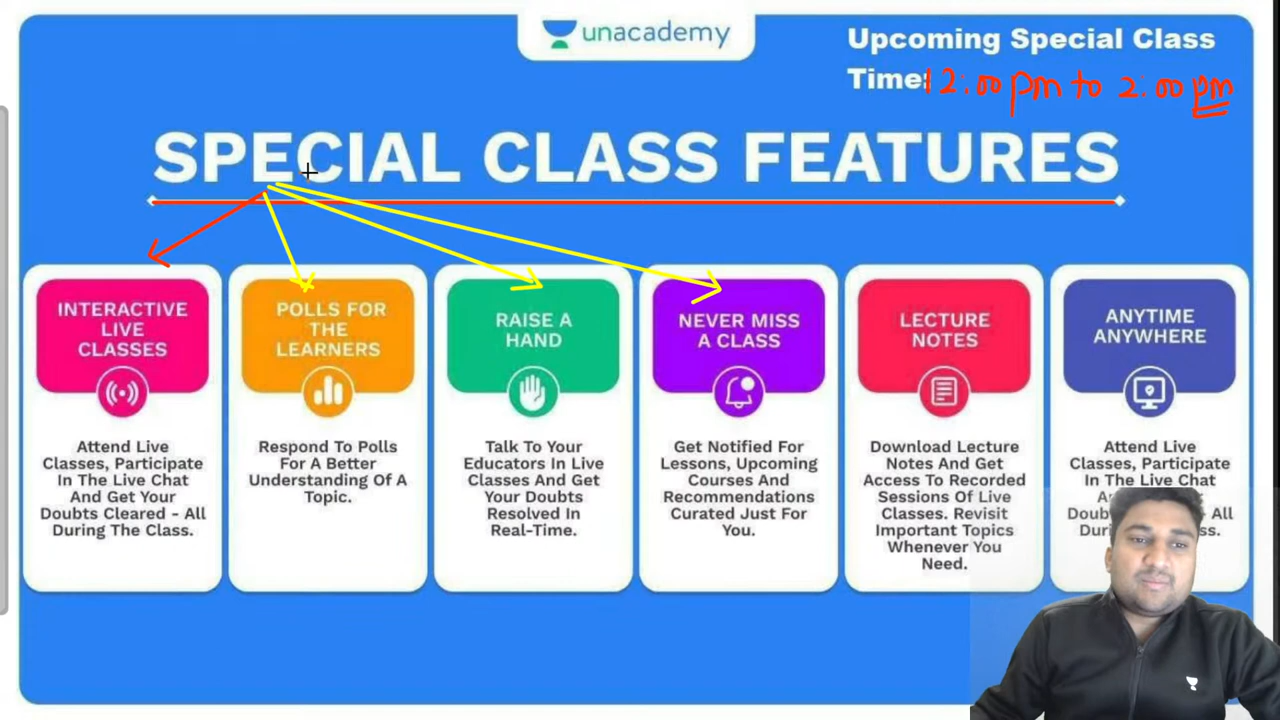 unacademy
Upcoming Special Class
Time: 12:00 pm to 2:00 pm
SPECIAL CLASS FEATURES
INTERACTIVE
LIVE
CLASSES
Attend Live
Classes, Participate
In The Live Chat
And Get Your
Doubts Cleared - All
During The Class.
POLLS FOR
THE
LEARNERS
Respond To Polls
For A Better
Understanding Of A
Topic.
RAISE A
HAND
Talk To Your
Educators In Live
Classes And Get
Your Doubts
Resolved In
Real-Time.
NEVER MISS
A CLASS
Get Notified For
Lessons, Upcoming
Courses And
Recommendations
Curated Just For
You.
LECTURE
NOTES
Download Lecture
Notes And Get
Access To Recorded
Sessions Of Live
Classes. Revisit
Important Topics
Whenever You
Need.
ANYTIME
ANYWHERE
Attend Live
Classes, Participate
In The Live Chat
All